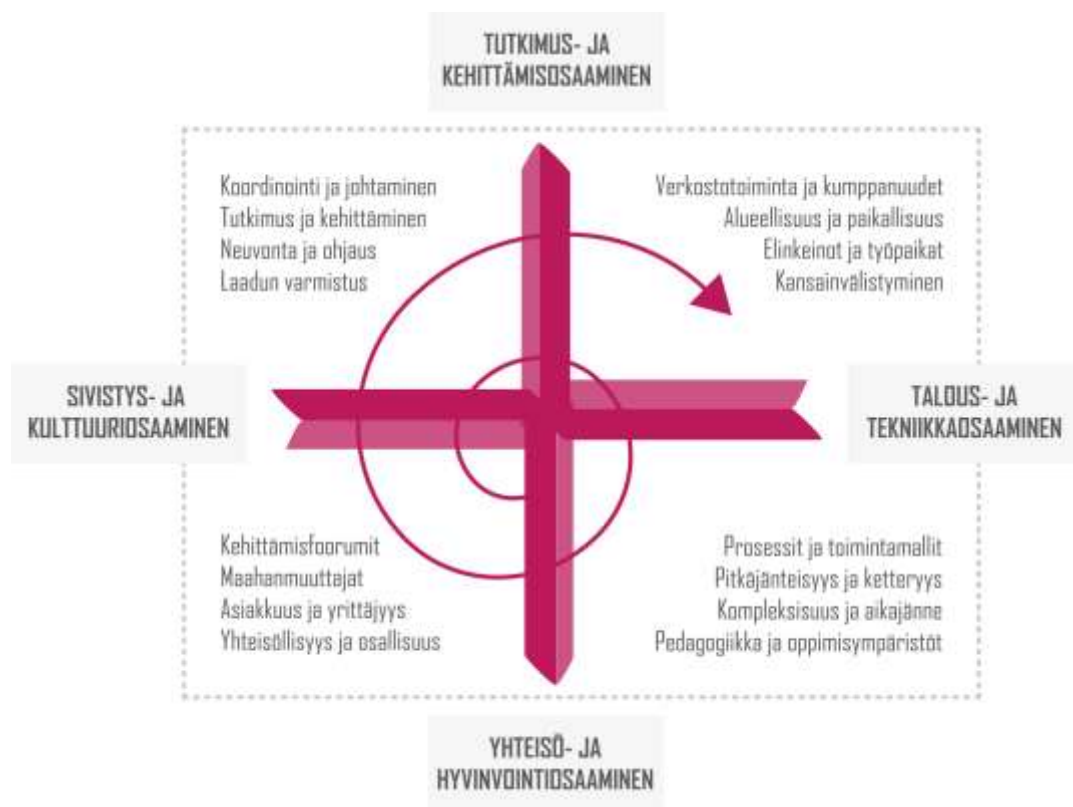 TUTKIMUS- JA
KEHITTÄMISOSAAMINEN
Koordinointi ja johtaminen
Tutkimus ja kehittäminen
Neuvonta ja ohjaus
Laadun varmistus
Verkostotoiminta ja kumppanuudet
Alueellisuus ja paikallisuus
Elinkeinot ja työpaikat
Kansainvälistyminen
SIVISTYS- JA
KULTTUURIOSAAMINEN
TALOUS- JA
TEKNIIKKAOSAAMINEN
Kehittämisfoorumit
Maahanmuuttajat
Asiakkuus ja yrittäjyys
Yhteisöllisyys ja osallisuus
Prosessit ja toimintamallit
Pitkäjänteisyys ja ketteryys
Kompleksisuus ja aikajänne
Pedagogiikka ja oppimisympäristöt
YHTEISÖ- JA
HYVINVOINTIOSAAMINEN